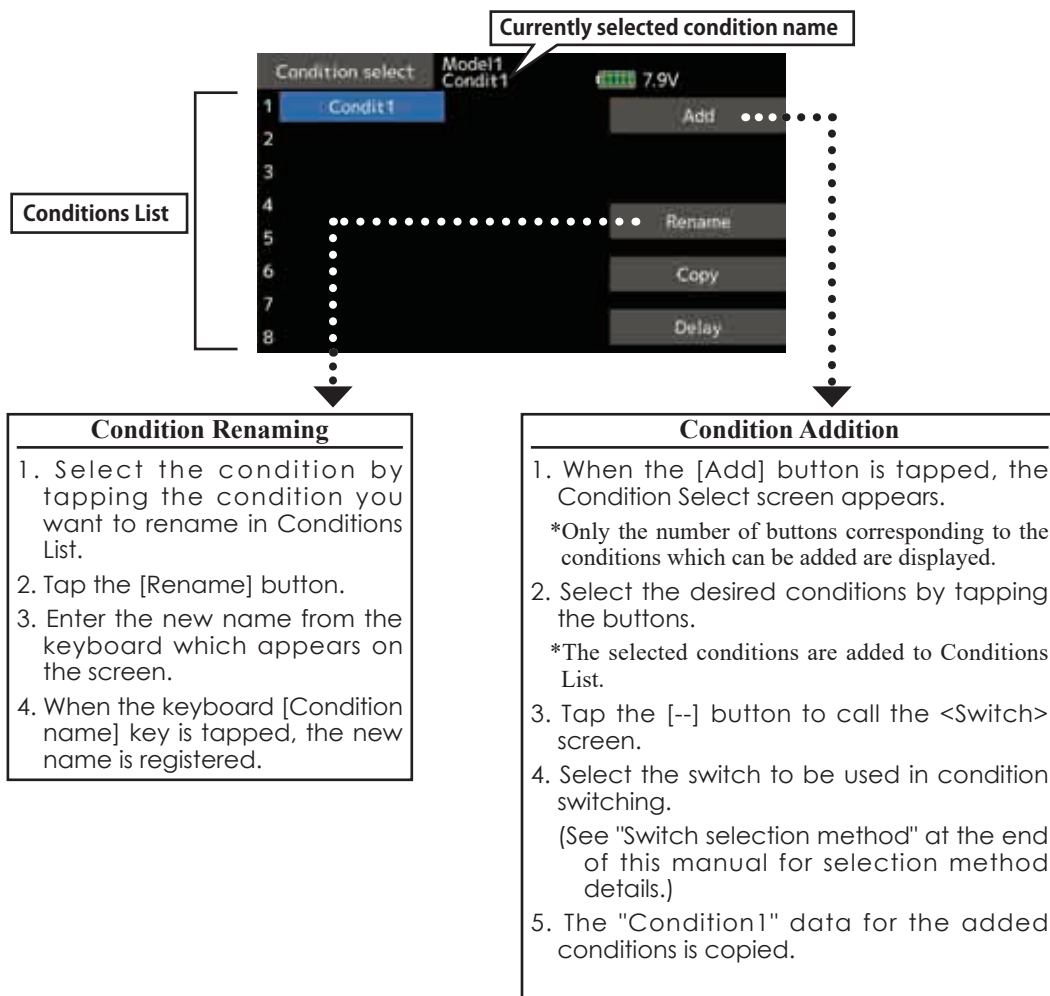 Currently selected condition name
Condition select
Model1
Condit1
7.9V
1 Condit1
Add
2
3
Conditions List
4
Rename
5
6
Copy
7
Delay
8
Condition Renaming
1. Select the condition by
tapping the condition you
want to rename in Conditions
List.
2. Tap the [Rename] button.
3. Enter the new name from the
keyboard which appears on
the screen.
4. When the keyboard [Condition
name] key is tapped, the new
name is registered.
Condition Addition
1. When the [Add] button is tapped, the
Condition Select screen appears.
*Only the number of buttons corresponding to the
conditions which can be added are displayed.
2. Select the desired conditions by tapping
the buttons.
*The selected conditions are added to Conditions
List.
3. Tap the [--] button to call the <Switch>
screen.
4. Select the switch to be used in condition
switching.
(See "Switch selection method" at the end
of this manual for selection method
details.)
5. The "Condition1" data for the added
conditions is copied.